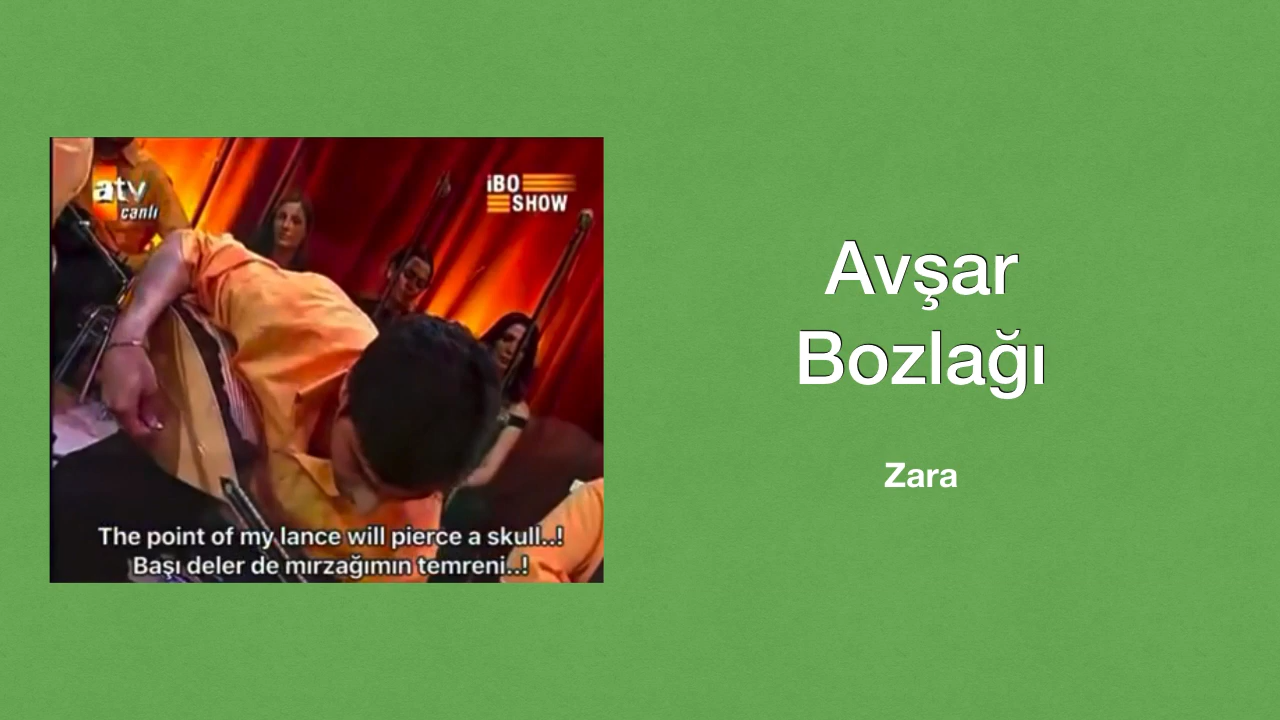 atv
canlı
iBO
SHOW
The point of my lance will pierce a skull..!
Başı deler de mırzağımın temreni..!
Avşar
Bozlağı
Zara